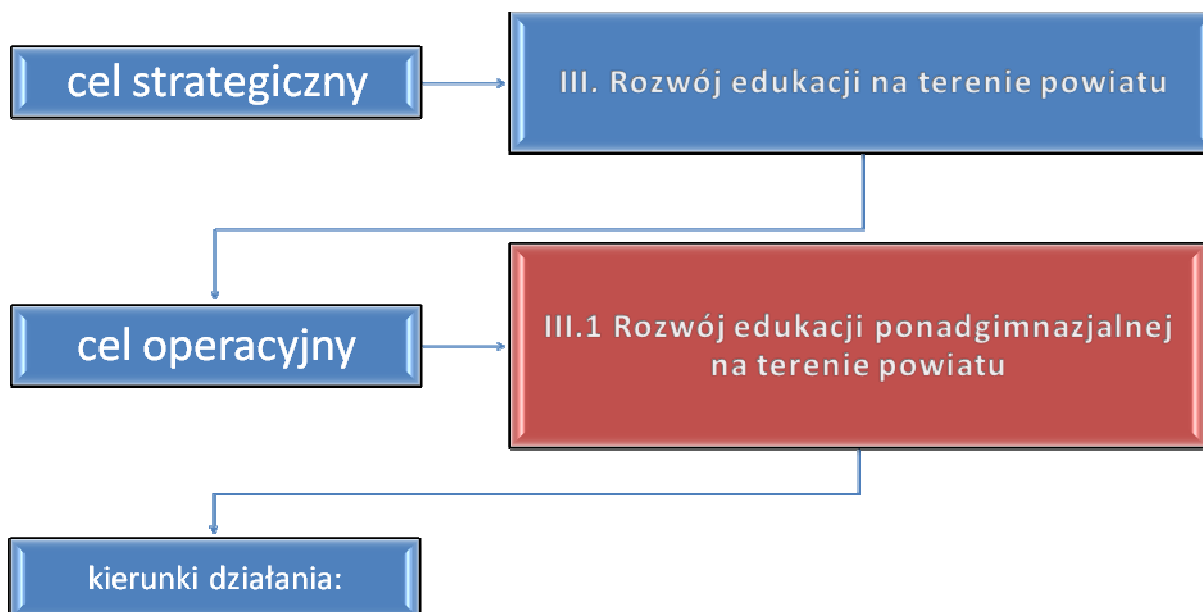 cel strategiczny
III. Rozwój edukacji na terenie powiatu
cel operacyjny
III.1 Rozwój edukacji ponadgimnazjalnej
na terenie powiatu
kierunki działania: